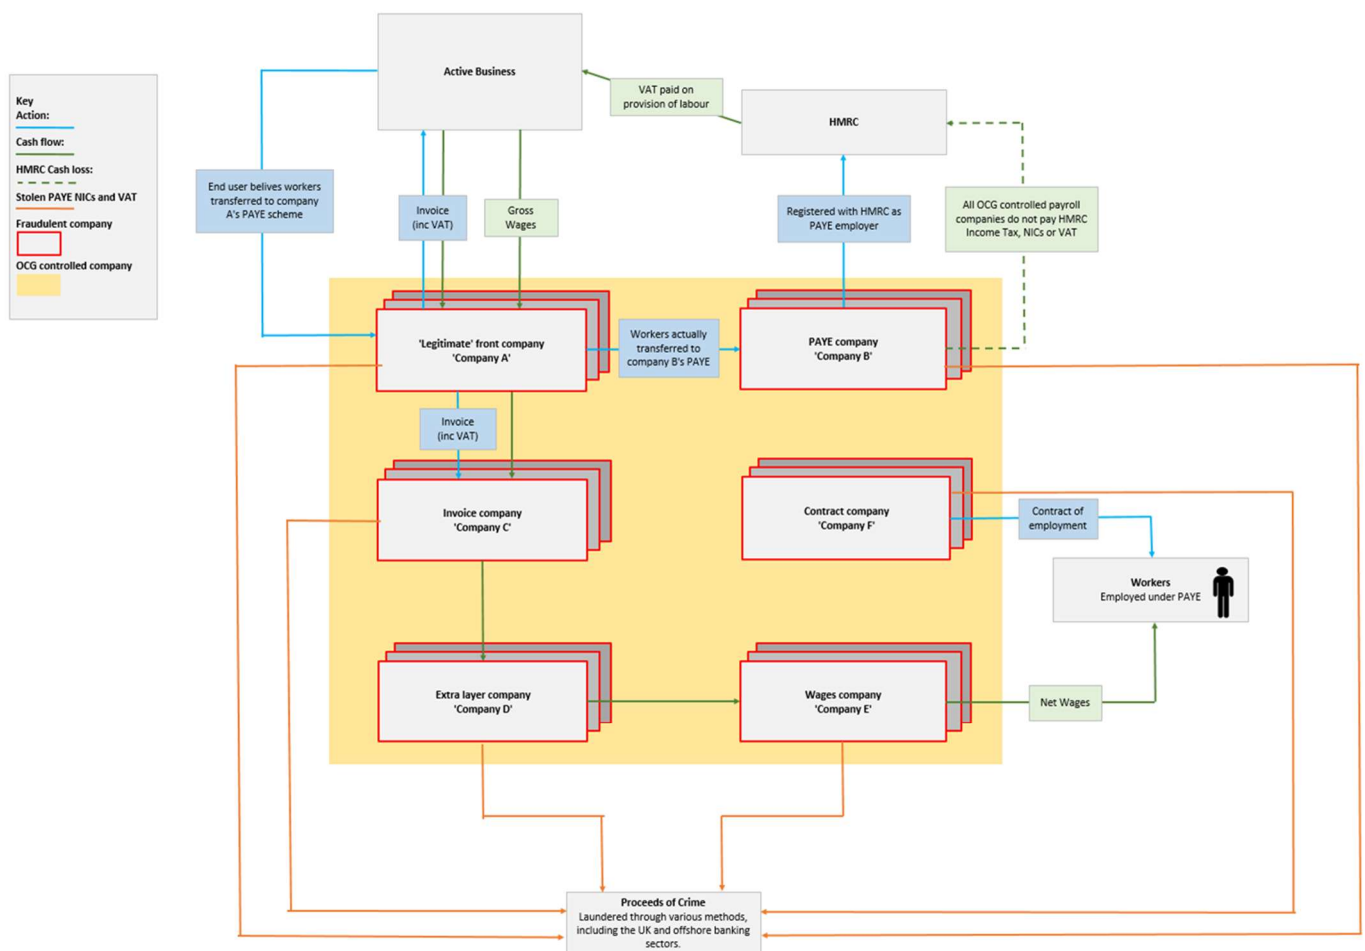 Active Business
VAT paid on
provision of labour
HMRC
Key
Action:
Cash flow:
HMRC Cash loss:
Stolen PAYE NICs and VAT
Fraudulent company
OCG controlled company
End user belives workers
transferred to company
A's PAYE scheme
Invoice
(inc VAT)
Gross
Wages
Registered with HMRC as
PAYE employer
All OCG controlled payroll
companies do not pay HMRC
Income Tax, NICs or VAT
'Legitimate' front company
'Company A'
Workers actually
transferred to
company B's PAYE
PAYE company
'Company B'
Invoice
(inc VAT)
Invoice company
'Company C'
Contract company
'Company F'
Contract of
employment
Workers
Employed under PAYE
Extra layer company
'Company D'
Wages company
'Company E'
Net Wages
Proceeds of Crime
Laundered through various methods,
including the UK and offshore banking
sectors.